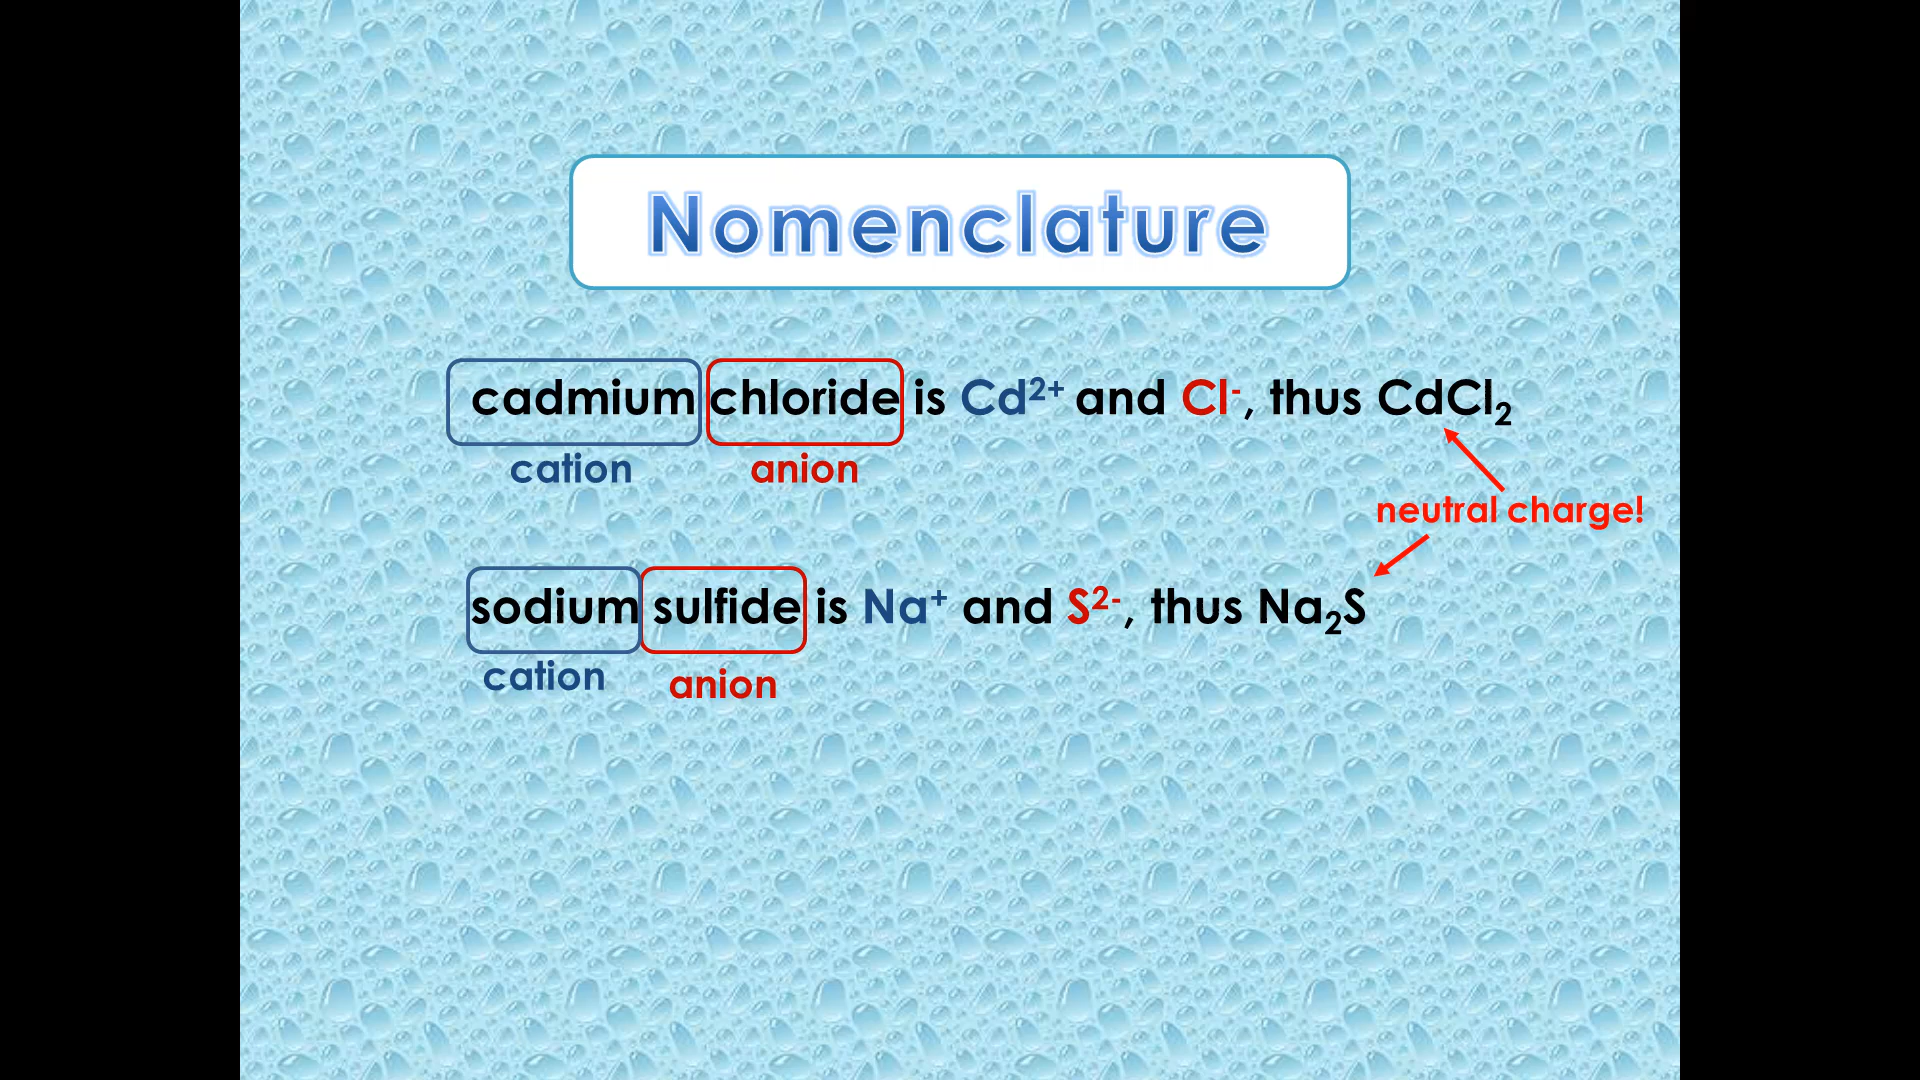 Nomenclature
cadmium chloride is Cd²⁺ and Cl⁻, thus CdCl₂
cation anion
neutral charge!
sodium sulfide is Na⁺ and S²⁻, thus Na₂S
cation anion